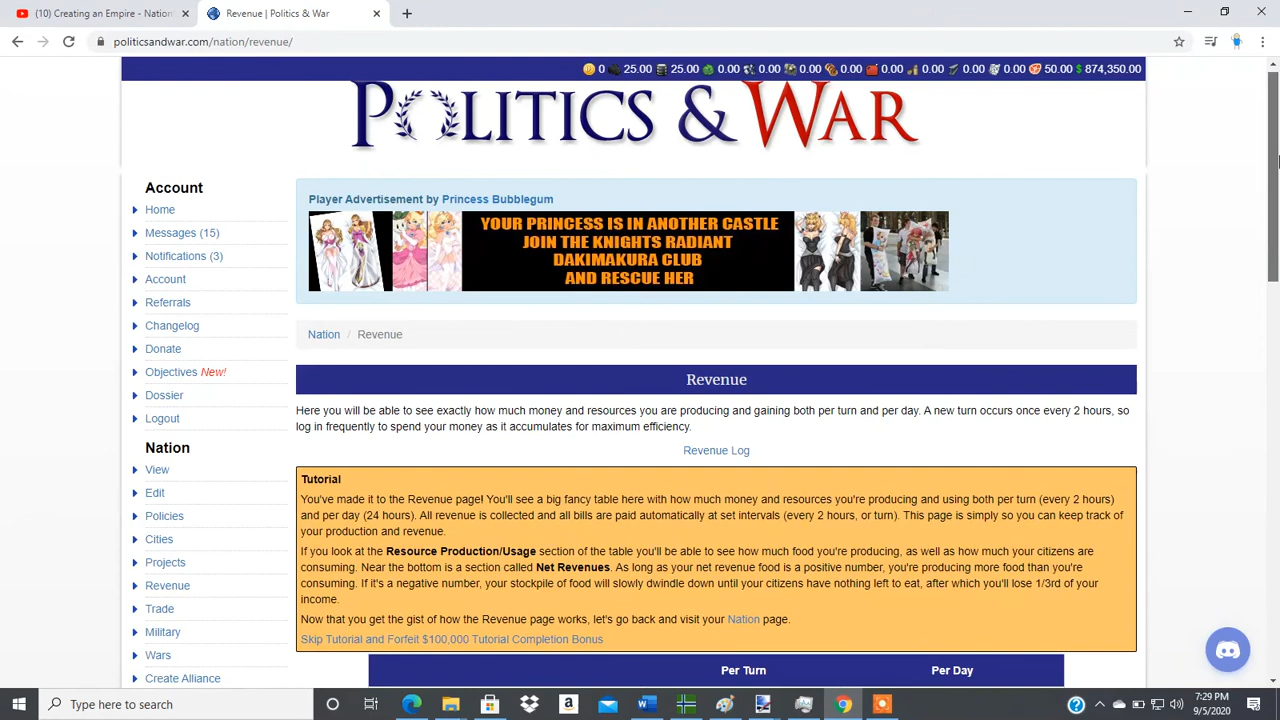 (10) Creating an Empire - Nation
Revenue | Politics & War
politicsandwar.com/nation/revenue/
0 25.00 25.00 0.00 0.00 0.00 0.00 0.00 0.00 0.00 0.00 50.00 $ 874,350.00
POLITICS & WAR
Account
Home
Messages (15)
Notifications (3)
Account
Referrals
Changelog
Donate
Objectives New!
Dossier
Logout
Nation
View
Edit
Policies
Cities
Projects
Revenue
Trade
Military
Wars
Create Alliance
Player Advertisement by Princess Bubblegum
YOUR PRINCESS IS IN ANOTHER CASTLE
JOIN THE KNIGHTS RADIANT
DAKIMAKURA CLUB
AND RESCUE HER
Nation / Revenue
Revenue
Here you will be able to see exactly how much money and resources you are producing and gaining both per turn and per day. A new turn occurs once every 2 hours, so
log in frequently to spend your money as it accumulates for maximum efficiency.
Revenue Log
Tutorial
You've made it to the Revenue page! You'll see a big fancy table here with how much money and resources you're producing and using both per turn (every 2 hours)
and per day (24 hours). All revenue is collected and all bills are paid automatically at set intervals (every 2 hours, or turn). This page is simply so you can keep track of
your production and revenue.
If you look at the Resource Production/Usage section of the table you'll be able to see how much food you're producing, as well as how much your citizens are
consuming. Near the bottom is a section called Net Revenues. As long as your net revenue food is a positive number, you're producing more food than you're
consuming. If it's a negative number, your stockpile of food will slowly dwindle down until your citizens have nothing left to eat, after which you'll lose 1/3rd of your
income.
Now that you get the gist of how the Revenue page works, let's go back and visit your Nation page.
Skip Tutorial and Forfeit $100,000 Tutorial Completion Bonus
Per Turn Per Day
Type here to search
7:29 PM
9/5/2020